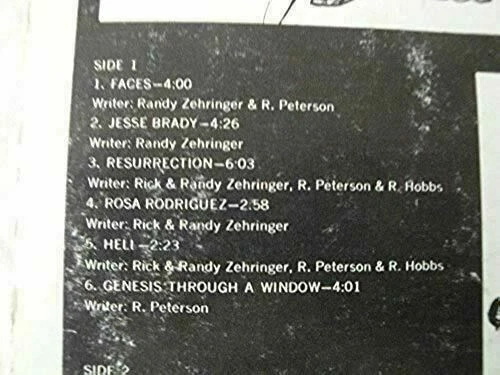 SIDE 1
1. FACES—4:00
Writer: Randy Zehringer & R. Peterson
2. JESSE BRADY—4:26
Writer: Randy Zehringer
3. RESURRECTION—6:03
Writer: Rick & Randy Zehringer, R. Peterson & R. Hobbs
4. ROSA RODRIGUEZ—2:58
Writer: Rick & Randy Zehringer
5. HELL—2:23
Writer: Rick & Randy Zehringer, R. Peterson & R. Hobbs
6. GENESIS THROUGH A WINDOW—4:01
Writer: R. Peterson
SIDE 2